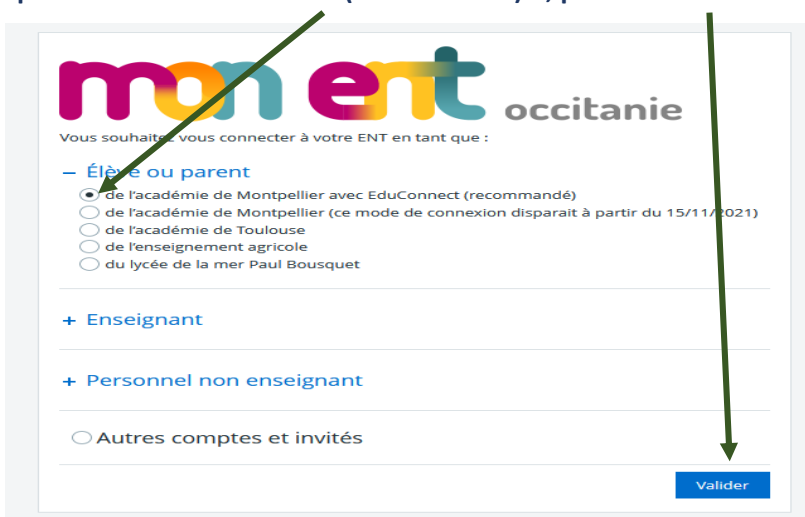 mon ent occitanie
Vous souhaitez vous connecter à votre ENT en tant que :
– Élève ou parent
de l'académie de Montpellier avec EduConnect (recommandé)
de l'académie de Montpellier (ce mode de connexion disparait à partir du 15/11/2021)
de l'académie de Toulouse
de l'enseignement agricole
du lycée de la mer Paul Bousquet
+ Enseignant
+ Personnel non enseignant
Autres comptes et invités
Valider